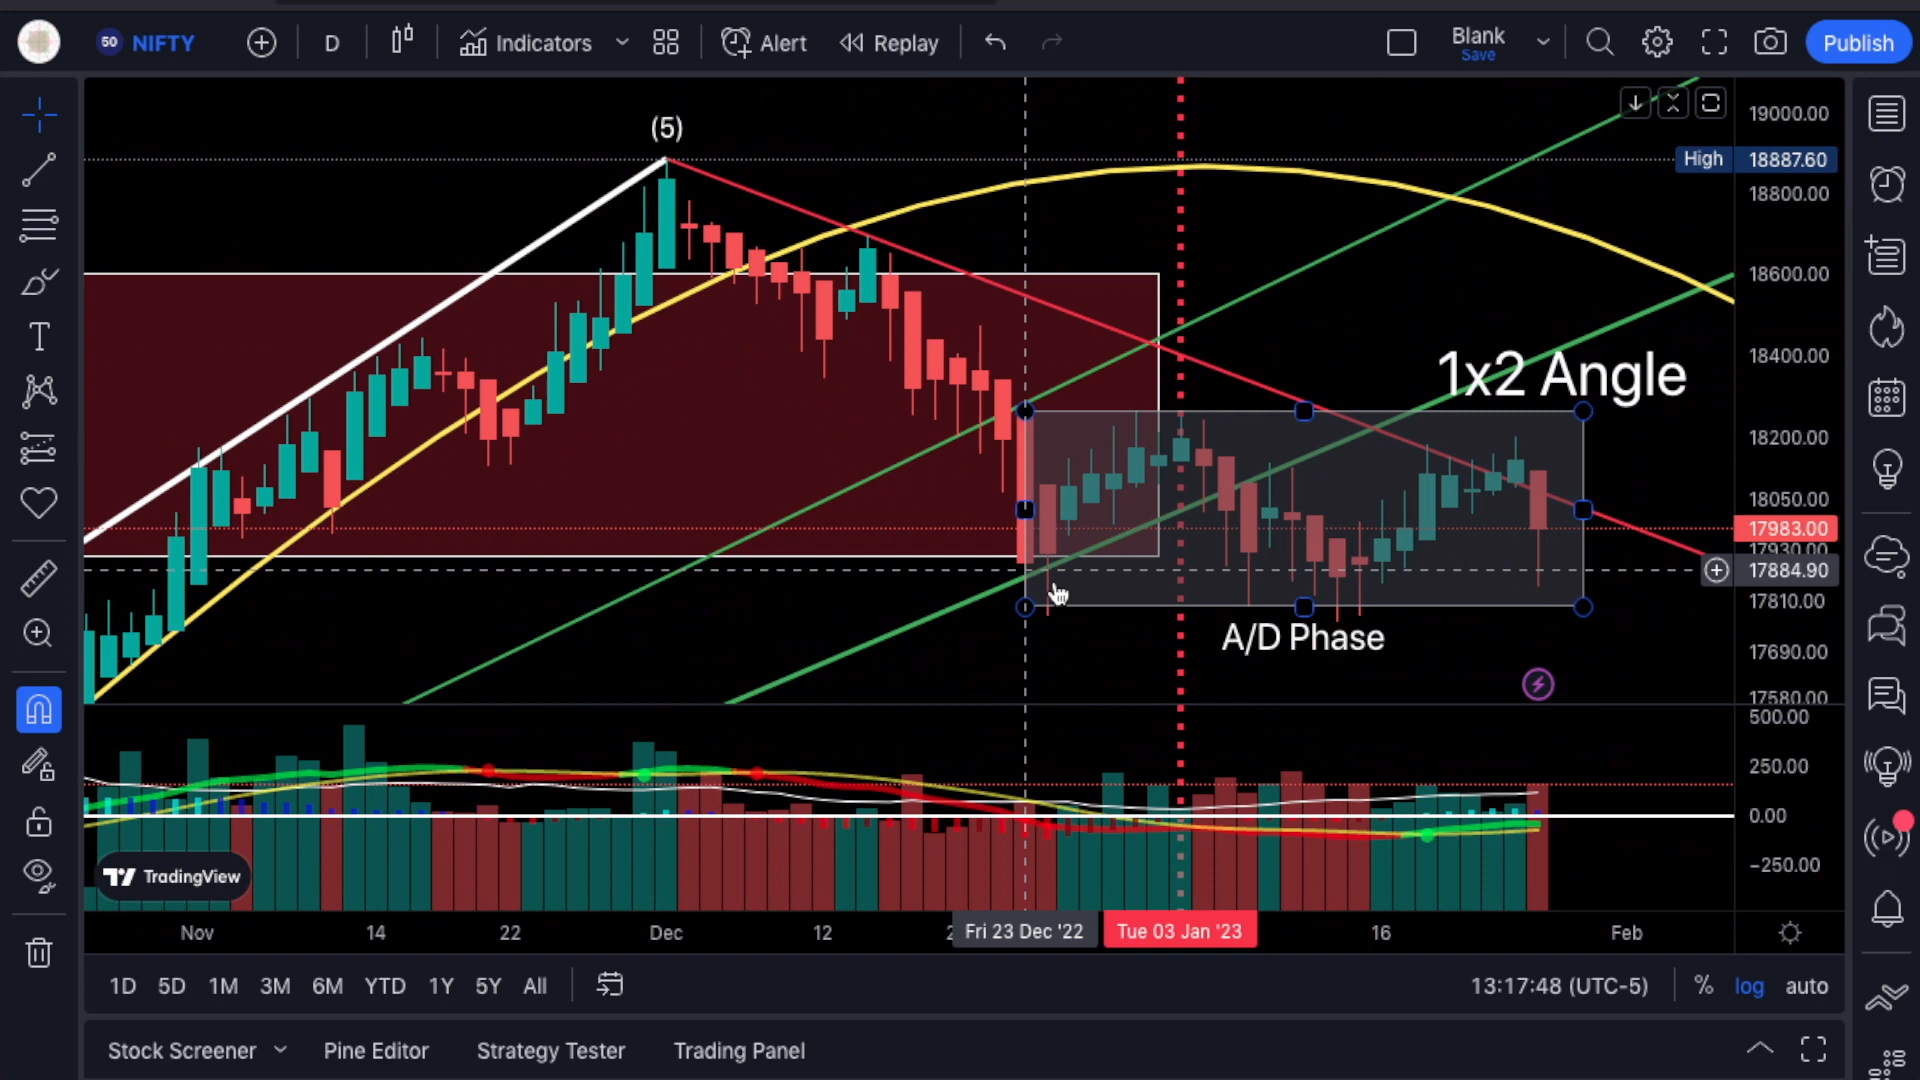 50 NIFTY
D
Indicators
Alert
Replay
Blank
Save
Publish
(5)
19000.00
High 18887.60
18800.00
18600.00
18400.00
1x2 Angle
18200.00
18050.00
17983.00
17930.00
17884.90
17810.00
A/D Phase
17690.00
17580.00
500.00
250.00
0.00
−250.00
TradingView
Nov
14
22
Dec
12
2
Fri 23 Dec '22
Tue 03 Jan '23
16
Feb
1D 5D 1M 3M 6M YTD 1Y 5Y All
13:17:48 (UTC-5)
% log auto
Stock Screener
Pine Editor
Strategy Tester
Trading Panel